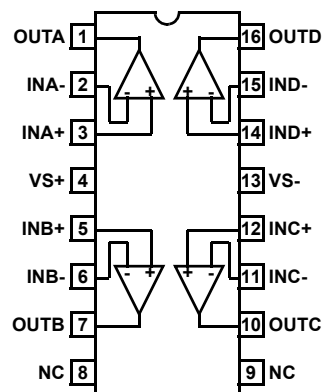 OUTA 1 16 OUTD
INA- 2 - + + - 15 IND-
INA+ 3 14 IND+
VS+ 4 13 VS-
INB+ 5 12 INC+
INB- 6 - + + - 11 INC-
OUTB 7 10 OUTC
NC 8 9 NC